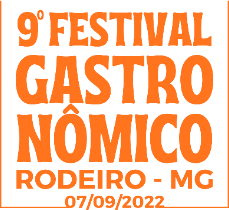 9º FESTIVAL
GASTRO
NÔMICO
RODEIRO - MG
07/09/2022